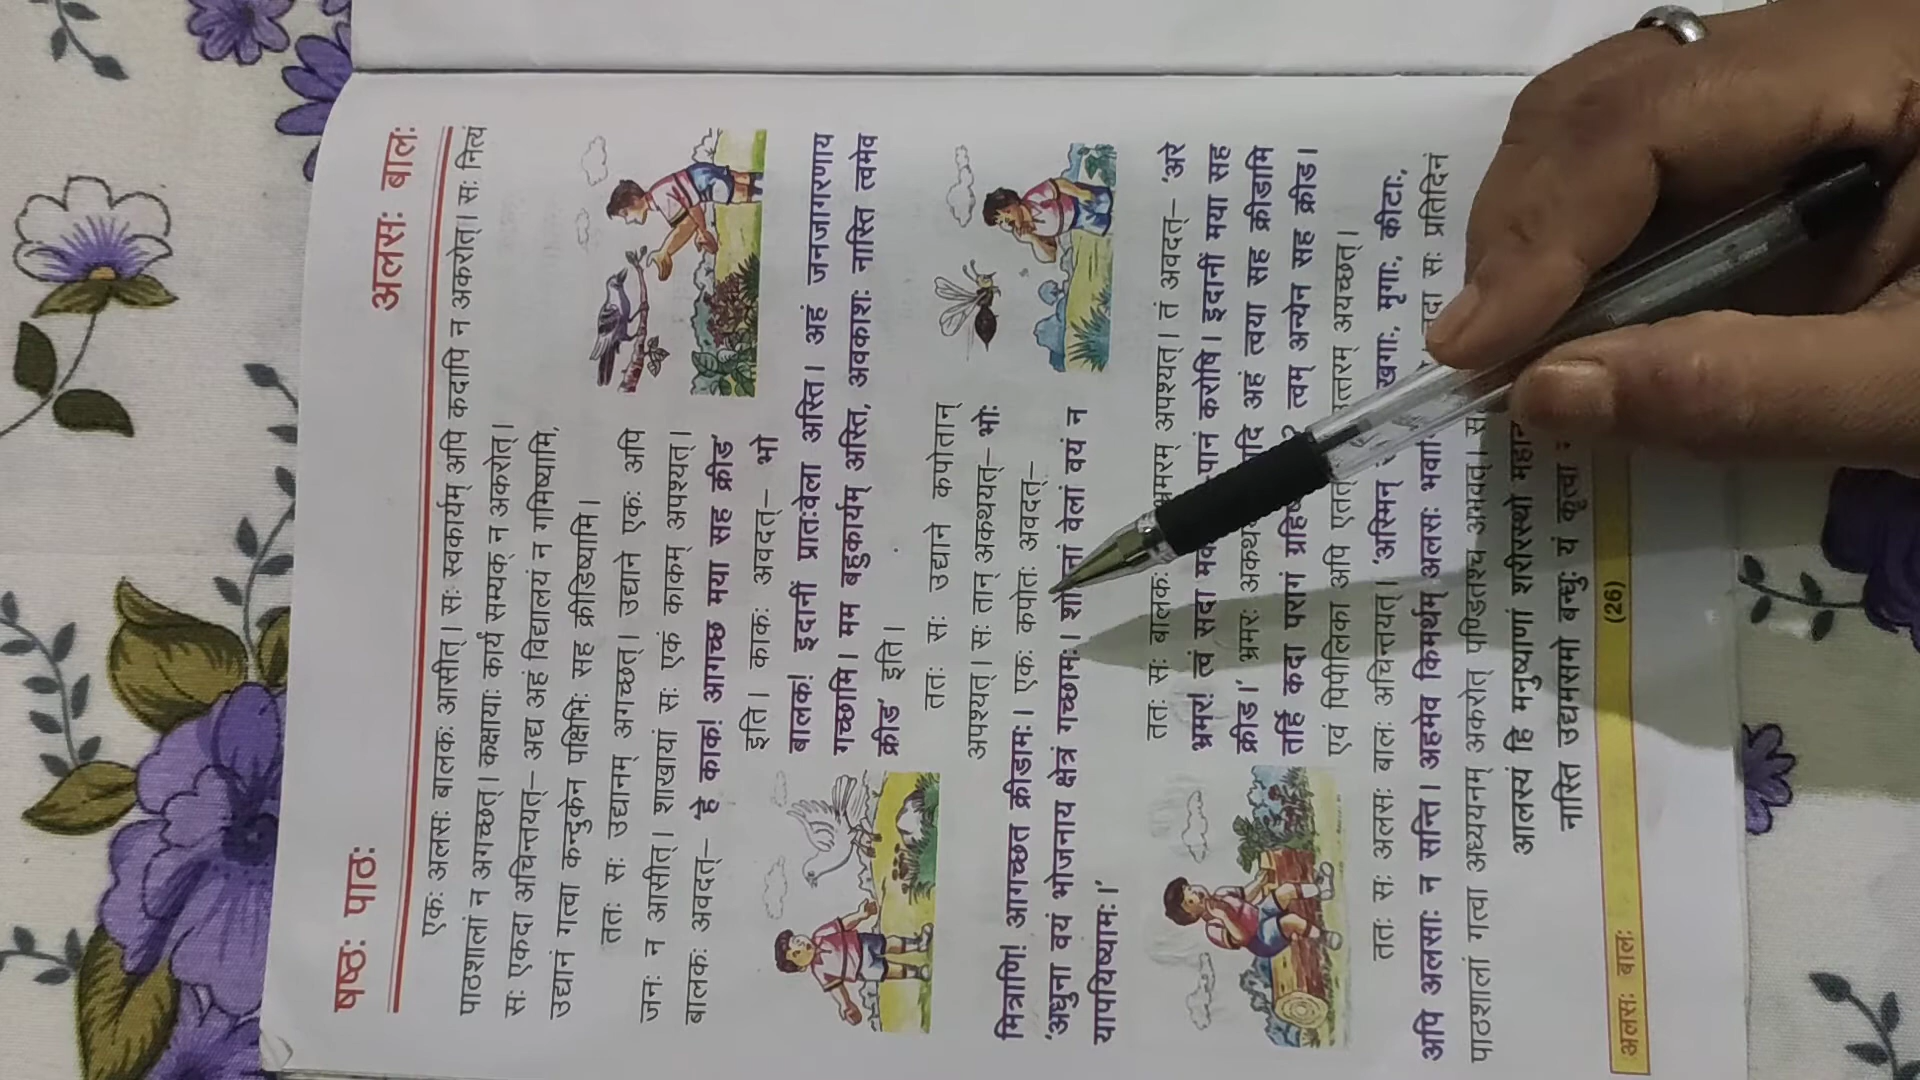 षष्ठः पाठः
अलसः बालः
एकः अलसः बालकः आसीत्। सः स्वकार्यम् अपि कदापि न अकरोत्। सः नित्यं
पाठशालां न अगच्छत्। कक्षायाः कार्यं सम्यक् न अकरोत्।
सः एकदा अचिन्तयत्– अद्य अहं विद्यालयं न गमिष्यामि,
उद्यानं गत्वा कन्दुकेन पक्षिभिः सह क्रीडिष्यामि।
ततः सः उद्यानम् अगच्छत्। उद्याने एकः अपि
जनः न आसीत्। शाखायां सः एकं काकम् अपश्यत्।
बालकः अवदत्– हे काक! आगच्छ मया सह क्रीड'
इति। काकः अवदत्– भो
बालक! इदानीं प्रातःवेला अस्ति। अहं जनजागरणाय
गच्छामि। मम बहुकार्यम् अस्ति, अवकाशः नास्ति त्वमेव
क्रीड' इति।
ततः सः उद्याने कपोतान्
अपश्यत्। सः तान् अकथयत्– भोः
मित्राणि! आगच्छत क्रीडामः। एकः कपोतः अवदत्–
'अधुना वयं भोजनाय क्षेत्रं गच्छामः। वेलां वयं न
यापयिष्यामः।'
ततः सः बालकः भ्रमरम् अपश्यत्। तं अवदत्– 'अरे
भ्रमर! त्वं सदा पानं करोषि। इदानीं मया सह
क्रीड।' भ्रमरः अहं त्वया सह क्रीडामि
तर्हि कदा परागं त्वम् अन्येन सह क्रीड।
एवं पिपीलिका अपि अयच्छत्।
ततः सः अलसः बालः अचिन्तयत्। 'अस्मिन् खगाः, मृगाः, कीटाः,
अपि अलसाः न सन्ति। अहमेव किमर्थम् अलसः
पाठशालां गत्वा अध्ययनम् अकरोत् पण्डितश्च अभवत्। सः प्रतिदिनं
आलस्यं हि मनुष्याणां शरीरस्थो
नास्ति उद्यमसमो बन्धुः यं कृत्वा
अलसः बालः
(26)